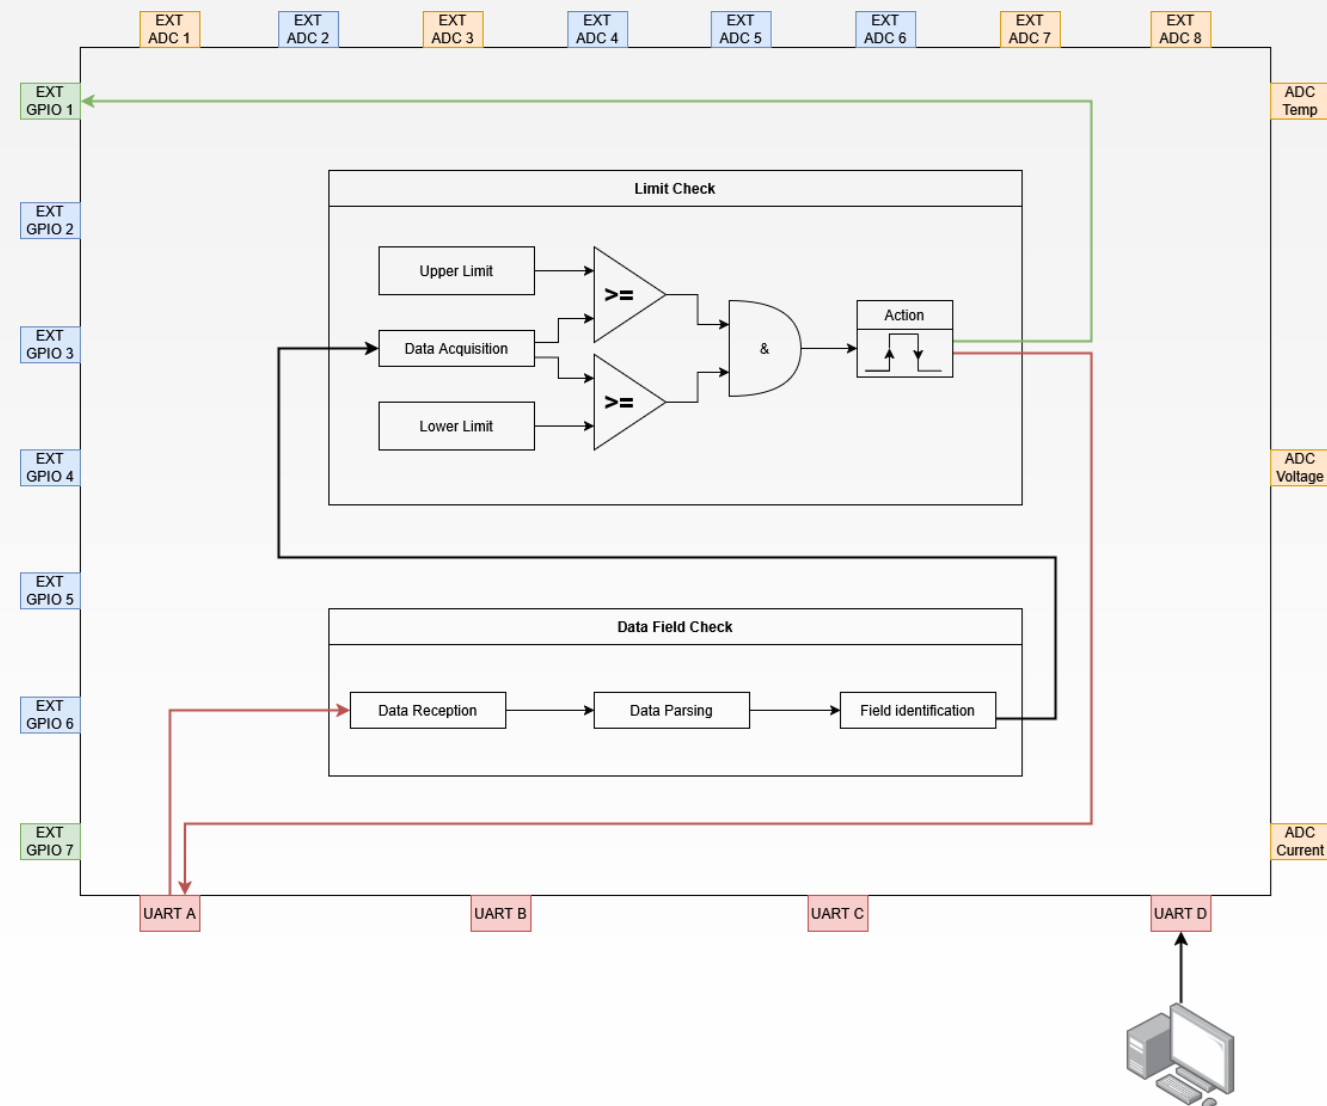 EXT
ADC 1
EXT
ADC 2
EXT
ADC 3
EXT
ADC 4
EXT
ADC 5
EXT
ADC 6
EXT
ADC 7
EXT
ADC 8
EXT
GPIO 1
ADC
Temp
Limit Check
EXT
GPIO 2
Upper Limit
>=
Action
EXT
GPIO 3
Data Acquisition
&
>=
Lower Limit
EXT
GPIO 4
ADC
Voltage
EXT
GPIO 5
Data Field Check
EXT
GPIO 6
Data Reception
Data Parsing
Field identification
EXT
GPIO 7
ADC
Current
UART A
UART B
UART C
UART D